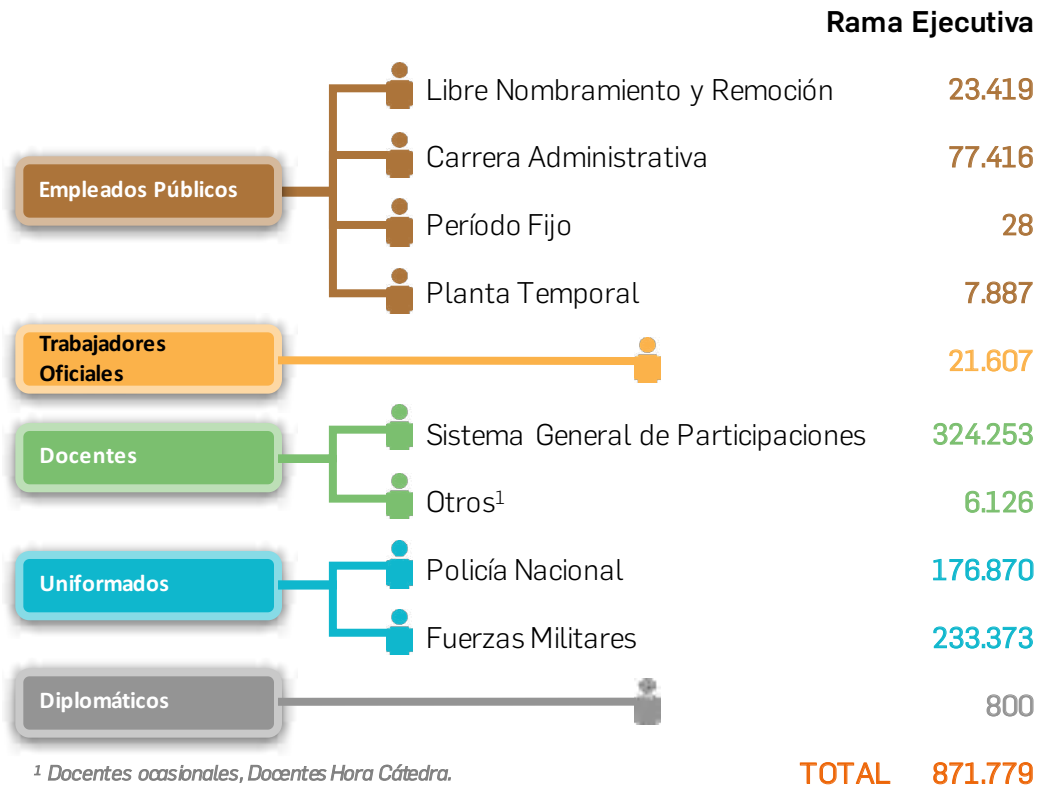 Rama Ejecutiva
Libre Nombramiento y Remoción 23.419
Carrera Administrativa 77.416
Empleados Públicos
Período Fijo 28
Planta Temporal 7.887
Trabajadores
Oficiales
21.607
Sistema General de Participaciones 324.253
Docentes
Otros¹ 6.126
Policía Nacional 176.870
Uniformados
Fuerzas Militares 233.373
Diplomáticos 800
¹ Docentes ocasionales, Docentes Hora Cátedra.
TOTAL 871.779